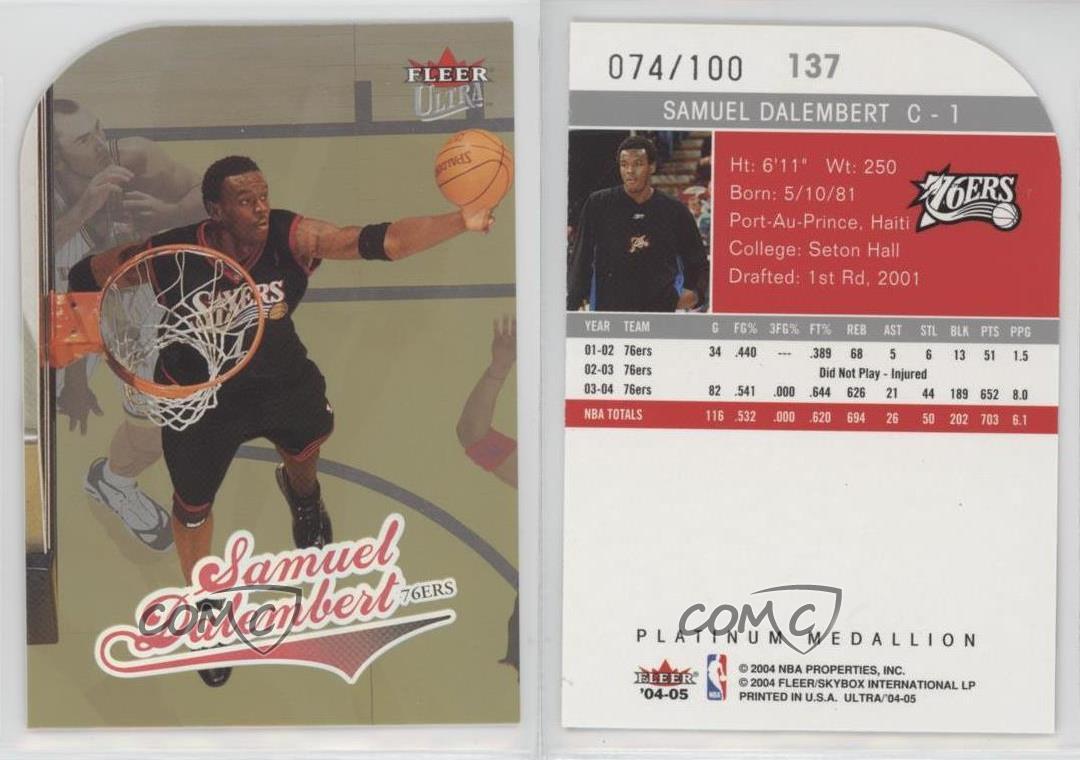 FLEER
ULTRA
SPALDING
SIXERS
Samuel
Dalembert 76ERS
COMC
074/100 137
SAMUEL DALEMBERT C - 1
Ht: 6'11" Wt: 250
Born: 5/10/81
Port-Au-Prince, Haiti
College: Seton Hall
Drafted: 1st Rd, 2001
76ERS
YEAR TEAM G FG% 3FG% FT% REB AST STL BLK PTS PPG
01-02 76ers 34 .440 --- .389 68 5 6 13 51 1.5
02-03 76ers Did Not Play - Injured
03-04 76ers 82 .541 .000 .644 626 21 44 189 652 8.0
NBA TOTALS 116 .532 .000 .620 694 26 50 202 703 6.1
COMC
PLATINUM MEDALLION
FLEER
'04-05
NBA
© 2004 NBA PROPERTIES, INC.
© 2004 FLEER/SKYBOX INTERNATIONAL LP
PRINTED IN U.S.A. ULTRA/'04-05